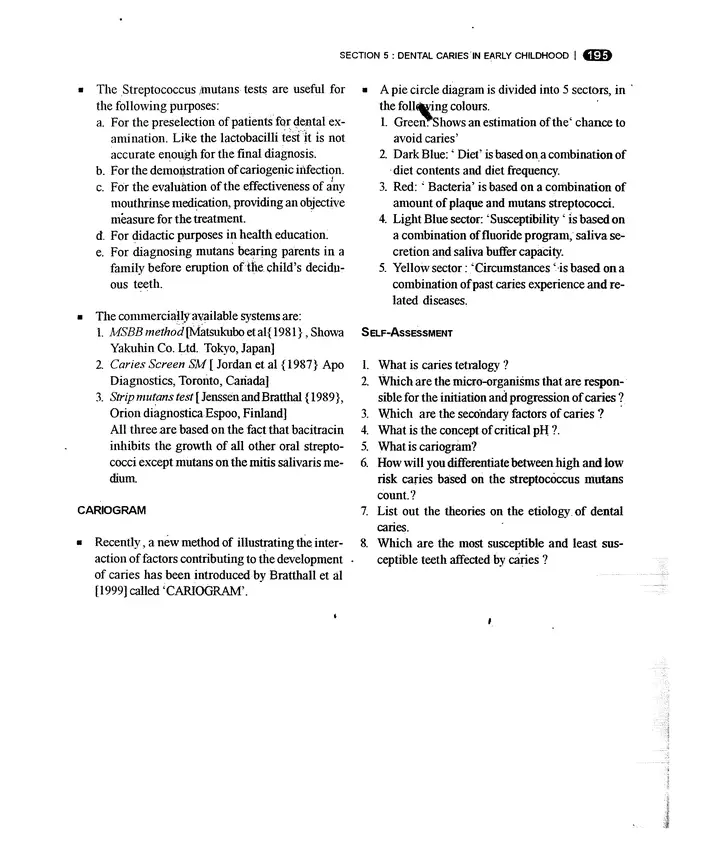 SECTION 5 : DENTAL CARIES IN EARLY CHILDHOOD | 195
▪ The Streptococcus mutans tests are useful for
the following purposes:
a. For the preselection of patients for dental ex-
amination. Like the lactobacilli test it is not
accurate enough for the final diagnosis.
b. For the demonstration of cariogenic infection.
c. For the evaluation of the effectiveness of any
mouthrinse medication, providing an objective
measure for the treatment.
d. For didactic purposes in health education.
e. For diagnosing mutans bearing parents in a
family before eruption of the child's decidu-
ous teeth.
▪ The commercially available systems are:
1. MSBB method [Matsukubo et al{1981} , Showa
Yakuhin Co. Ltd. Tokyo, Japan]
2. Caries Screen SM [ Jordan et al {1987} Apo
Diagnostics, Toronto, Canada]
3. Strip mutans test [ Jenssen and Bratthal {1989},
Orion diagnostica Espoo, Finland]
All three are based on the fact that bacitracin
inhibits the growth of all other oral strepto-
cocci except mutans on the mitis salivaris me-
dium.
CARIOGRAM
▪ Recently , a new method of illustrating the inter-
action of factors contributing to the development
of caries has been introduced by Bratthall et al
[1999] called ‘CARIOGRAM’.
▪ A pie circle diagram is divided into 5 sectors, in
the following colours.
1. Green: Shows an estimation of the‘ chance to
avoid caries’
2. Dark Blue: ‘ Diet’ is based on a combination of
diet contents and diet frequency.
3. Red: ‘ Bacteria’ is based on a combination of
amount of plaque and mutans streptococci.
4. Light Blue sector: ‘Susceptibility ‘ is based on
a combination of fluoride program, saliva se-
cretion and saliva buffer capacity.
5. Yellow sector : ‘Circumstances ‘ is based on a
combination of past caries experience and re-
lated diseases.
SELF-ASSESSMENT
1. What is caries tetralogy ?
2. Which are the micro-organisms that are respon-
sible for the initiation and progression of caries ?
3. Which are the secondary factors of caries ?
4. What is the concept of critical pH ?.
5. What is cariogram?
6. How will you differentiate between high and low
risk caries based on the streptococcus mutans
count.?
7. List out the theories on the etiology of dental
caries.
8. Which are the most susceptible and least sus-
ceptible teeth affected by caries ?